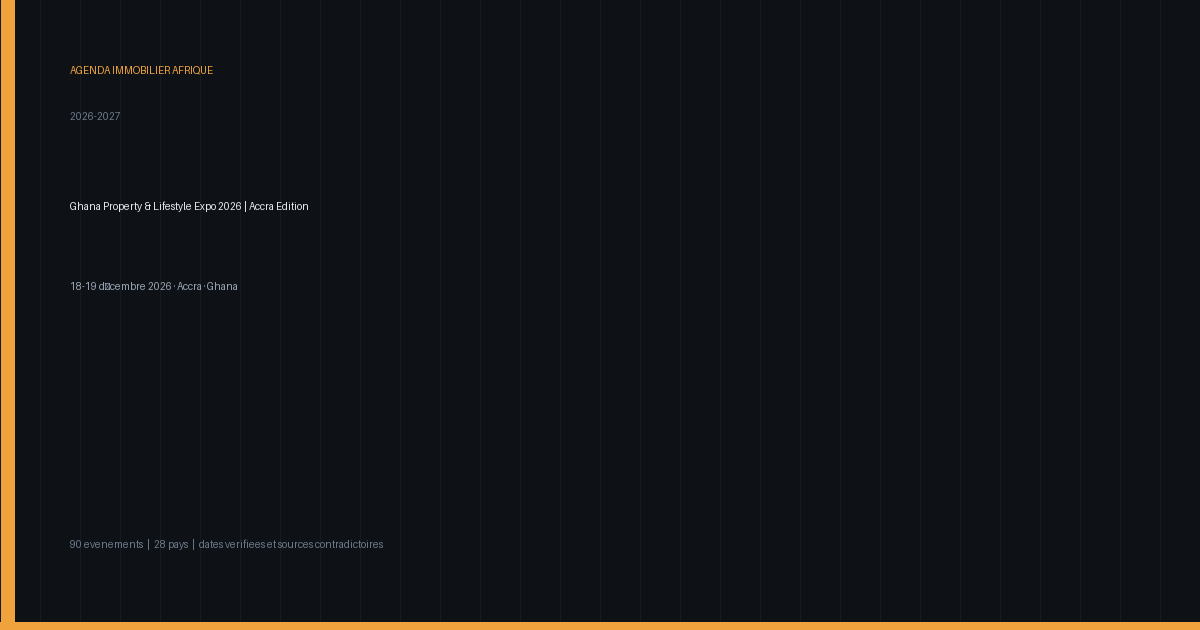 AGENDA IMMOBILIER AFRIQUE
2026-2027
Ghana Property & Lifestyle Expo 2026 | Accra Edition
18-19 d▯cembre 2026 · Accra · Ghana
90 evenements | 28 pays | dates verifiees et sources contradictoires